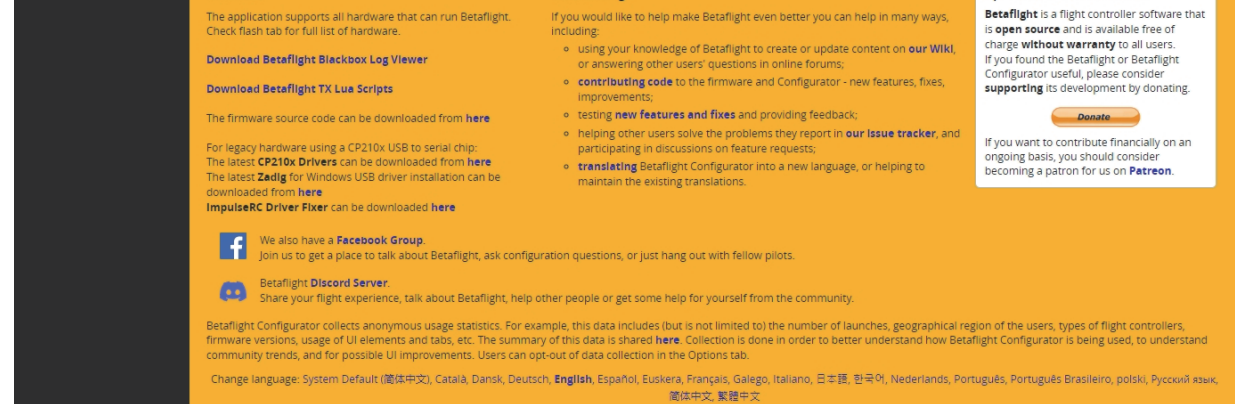 The application supports all hardware that can run Betaflight.
Check flash tab for full list of hardware.
Download Betaflight Blackbox Log Viewer
Download Betaflight TX Lua Scripts
The firmware source code can be downloaded from here
For legacy hardware using a CP210x USB to serial chip:
The latest CP210x Drivers can be downloaded from here
The latest Zadig for Windows USB driver installation can be
downloaded from here
ImpulseRC Driver Fixer can be downloaded here
If you would like to help make Betaflight even better you can help in many ways,
including:
using your knowledge of Betaflight to create or update content on our Wiki,
or answering other users' questions in online forums;
contributing code to the firmware and Configurator - new features, fixes,
improvements;
testing new features and fixes and providing feedback;
helping other users solve the problems they report in our issue tracker, and
participating in discussions on feature requests;
translating Betaflight Configurator into a new language, or helping to
maintain the existing translations.
Betaflight is a flight controller software that
is open source and is available free of
charge without warranty to all users.
If you found the Betaflight or Betaflight
Configurator useful, please consider
supporting its development by donating.
Donate
If you want to contribute financially on an
ongoing basis, you should consider
becoming a patron for us on Patreon.
We also have a Facebook Group.
Join us to get a place to talk about Betaflight, ask configuration questions, or just hang out with fellow pilots.
Betaflight Discord Server.
Share your flight experience, talk about Betaflight, help other people or get some help for yourself from the community.
Betaflight Configurator collects anonymous usage statistics. For example, this data includes (but is not limited to) the number of launches, geographical region of the users, types of flight controllers,
firmware versions, usage of UI elements and tabs, etc. The summary of this data is shared here. Collection is done in order to better understand how Betaflight Configurator is being used, to understand
community trends, and for possible UI improvements. Users can opt-out of data collection in the Options tab.
Change language: System Default (简体中文), Català, Dansk, Deutsch, English, Español, Euskera, Français, Galego, Italiano, 日本語, 한국어, Nederlands, Português, Português Brasileiro, polski, Русский язык,
简体中文, 繁體中文